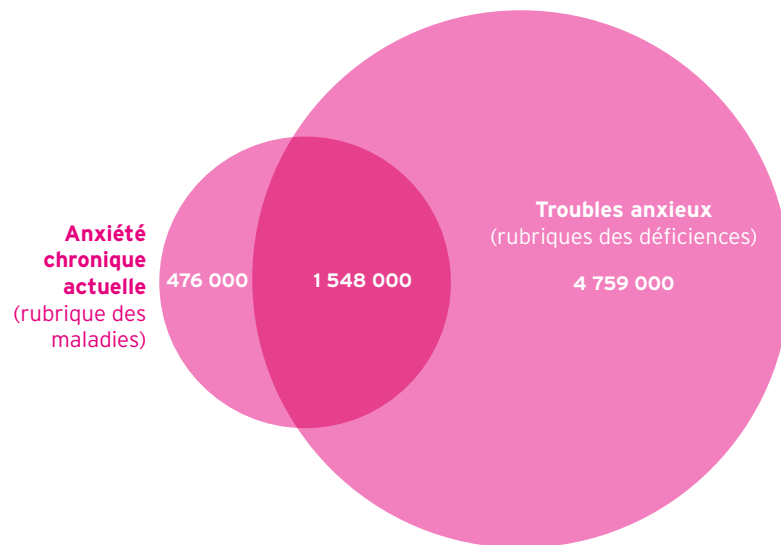 Anxiété
chronique
actuelle
(rubrique des
maladies)
476 000
1 548 000
Troubles anxieux
(rubriques des déficiences)
4 759 000